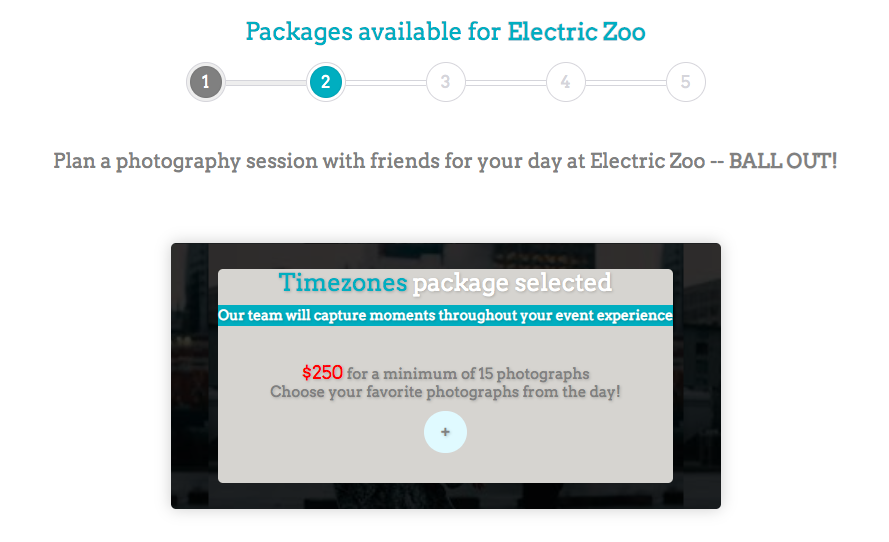 Packages available for Electric Zoo
1 2 3 4 5
Plan a photography session with friends for your day at Electric Zoo -- BALL OUT!
Timezones package selected
Our team will capture moments throughout your event experience
$250 for a minimum of 15 photographs
Choose your favorite photographs from the day!
+